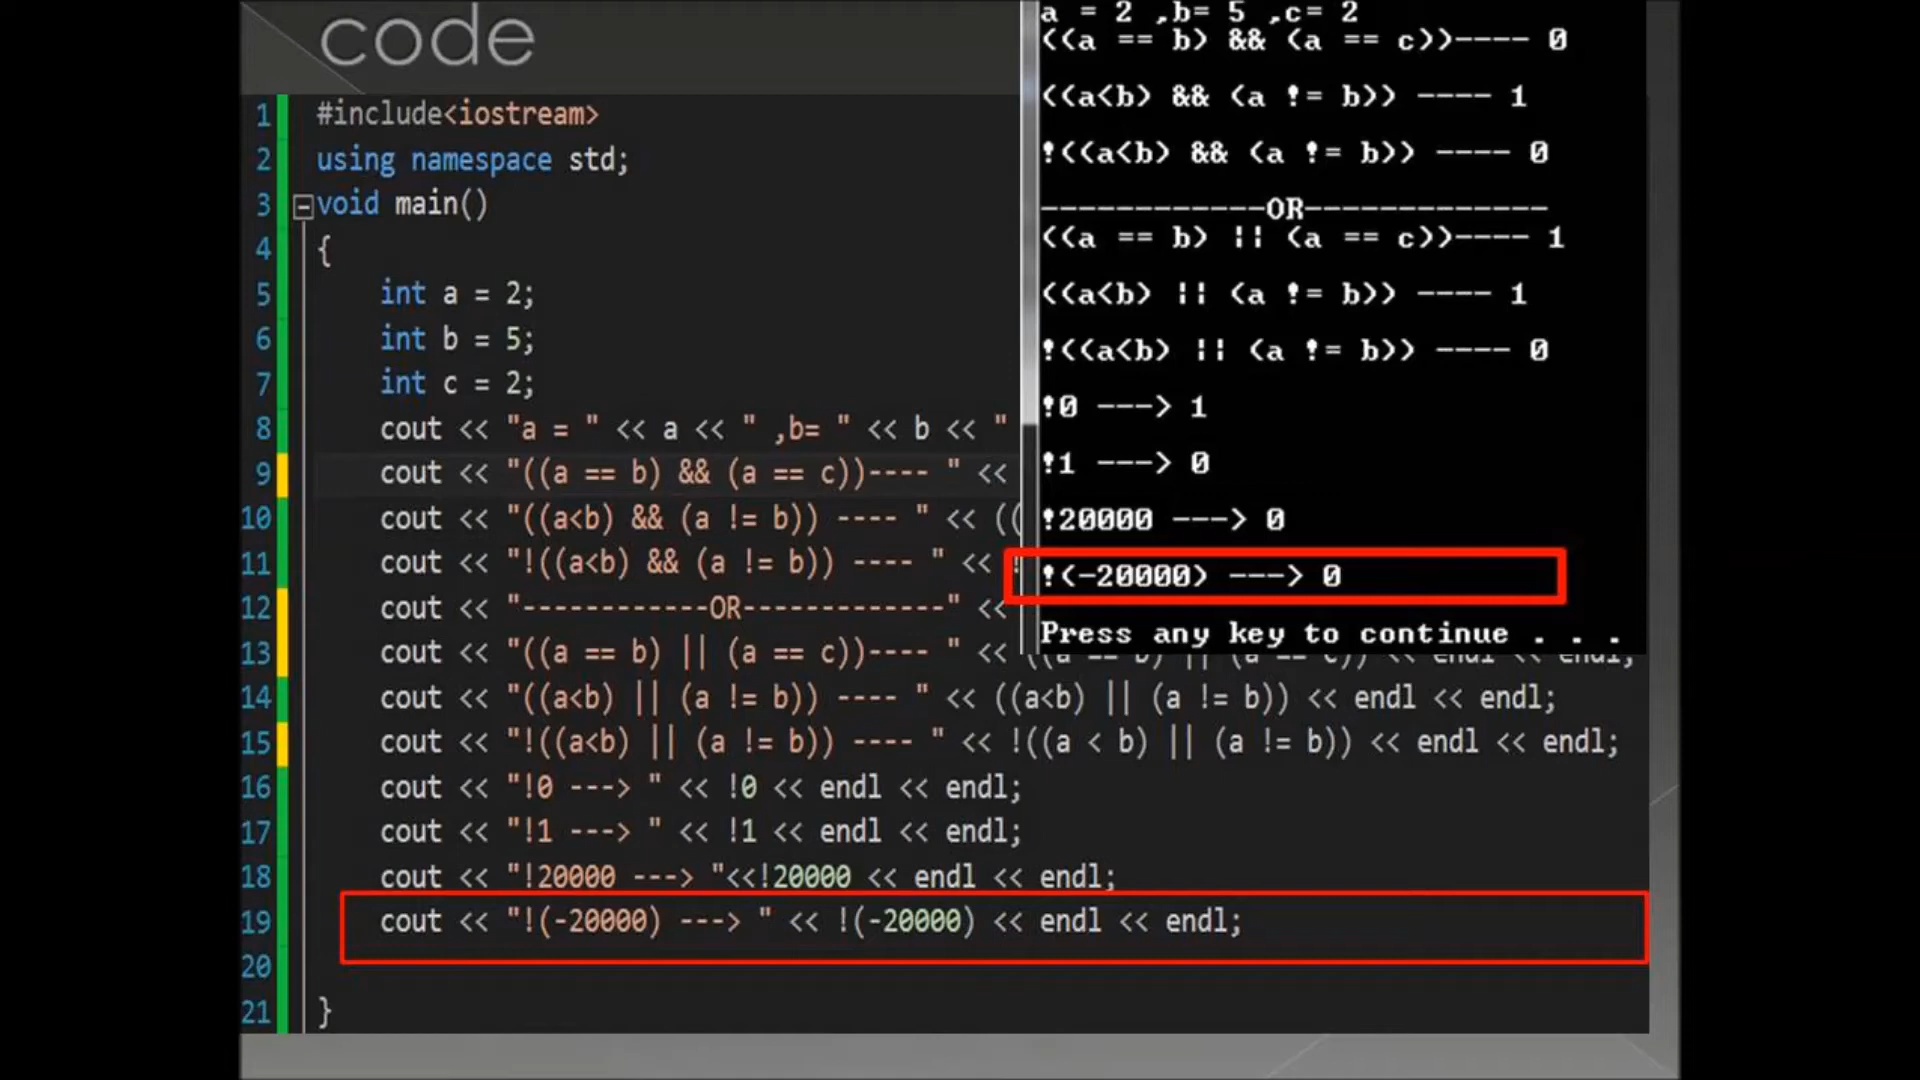 code
1 #include<iostream>
2 using namespace std;
3 void main()
4 {
5 int a = 2;
6 int b = 5;
7 int c = 2;
8 cout << "a = " << a << " ,b= " << b << "
9 cout << "((a == b) && (a == c))---- " <<
10 cout << "((a<b) && (a != b)) ---- " << ((
11 cout << "!((a<b) && (a != b)) ---- " << !
12 cout << "------------OR-------------" <<
13 cout << "((a == b) || (a == c))---- " << ((a == b) || (a == c)) << endl << endl;
14 cout << "((a<b) || (a != b)) ---- " << ((a<b) || (a != b)) << endl << endl;
15 cout << "!((a<b) || (a != b)) ---- " << !((a < b) || (a != b)) << endl << endl;
16 cout << "!0 ---> " << !0 << endl << endl;
17 cout << "!1 ---> " << !1 << endl << endl;
18 cout << "!20000 ---> "<<!20000 << endl << endl;
19 cout << "!(-20000) ---> " << !(-20000) << endl << endl;
20
21 }
a = 2 ,b= 5 ,c= 2
((a == b) && (a == c))---- 0
((a<b) && (a != b)) ---- 1
!((a<b) && (a != b)) ---- 0
------------OR-------------
((a == b) || (a == c))---- 1
((a<b) || (a != b)) ---- 1
!((a<b) || (a != b)) ---- 0
!0 ---> 1
!1 ---> 0
!20000 ---> 0
!(-20000) ---> 0
Press any key to continue . . .